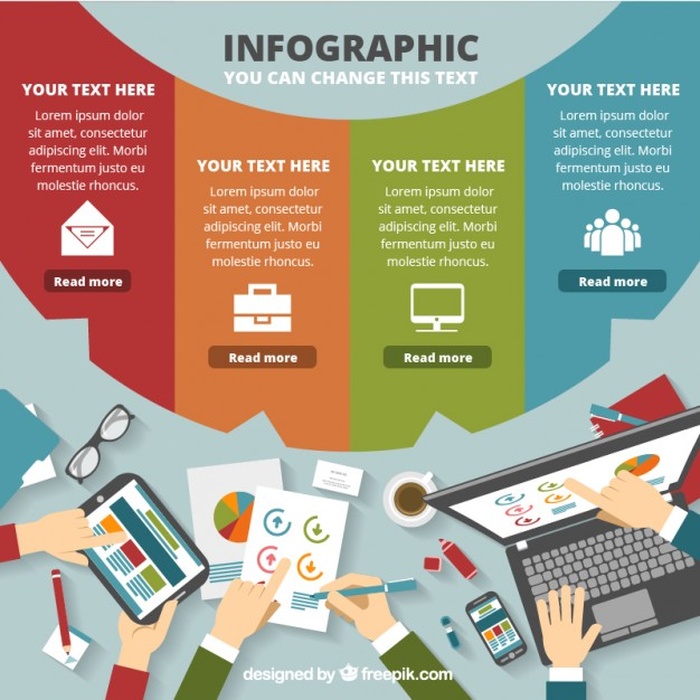 INFOGRAPHIC
YOU CAN CHANGE THIS TEXT
YOUR TEXT HERE
Lorem ipsum dolor
sit amet, consectetur
adipiscing elit. Morbi
fermentum justo eu
molestie rhoncus.
Read more
YOUR TEXT HERE
Lorem ipsum dolor
sit amet, consectetur
adipiscing elit. Morbi
fermentum justo eu
molestie rhoncus.
Read more
YOUR TEXT HERE
Lorem ipsum dolor
sit amet, consectetur
adipiscing elit. Morbi
fermentum justo eu
molestie rhoncus.
Read more
YOUR TEXT HERE
Lorem ipsum dolor
sit amet, consectetur
adipiscing elit. Morbi
fermentum justo eu
molestie rhoncus.
Read more
designed by freepik.com